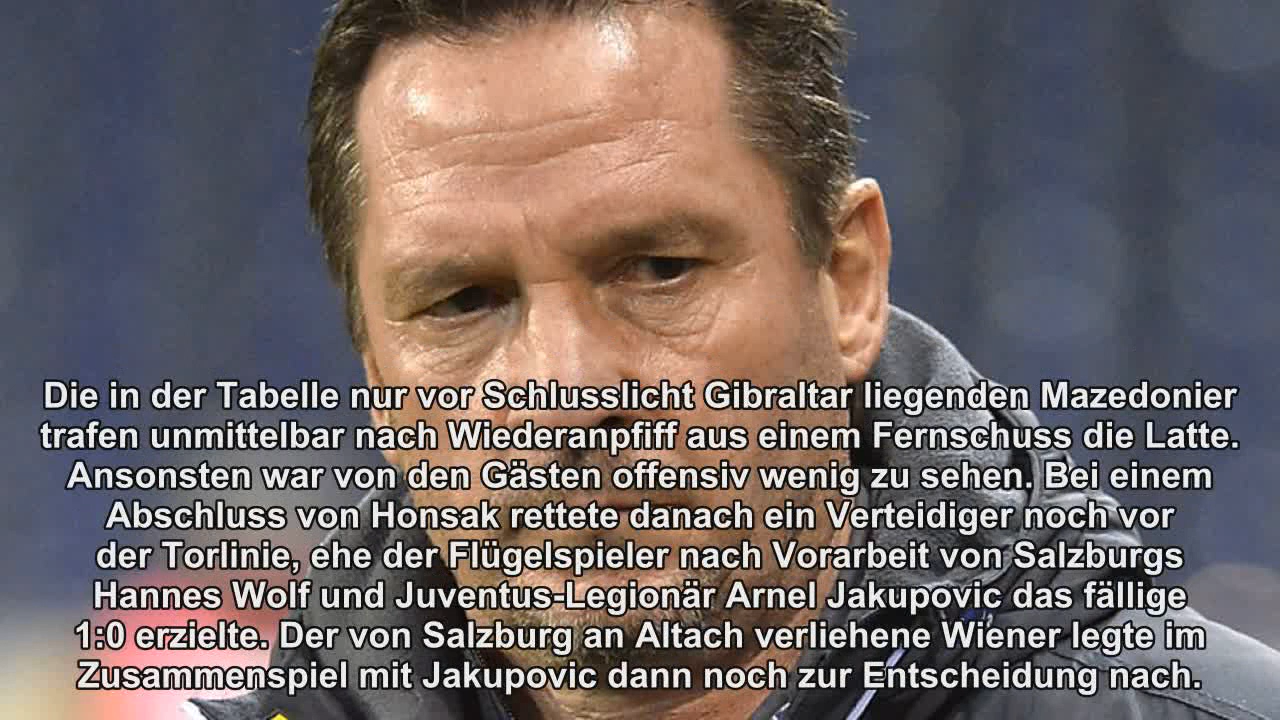 Die in der Tabelle nur vor Schlusslicht Gibraltar liegenden Mazedonier
trafen unmittelbar nach Wiederanpfiff aus einem Fernschuss die Latte.
Ansonsten war von den Gästen offensiv wenig zu sehen. Bei einem
Abschluss von Honsak rettete danach ein Verteidiger noch vor
der Torlinie, ehe der Flügelspieler nach Vorarbeit von Salzburgs
Hannes Wolf und Juventus-Legionär Arnel Jakupovic das fällige
1:0 erzielte. Der von Salzburg an Altach verliehene Wiener legte im
Zusammenspiel mit Jakupovic dann noch zur Entscheidung nach.